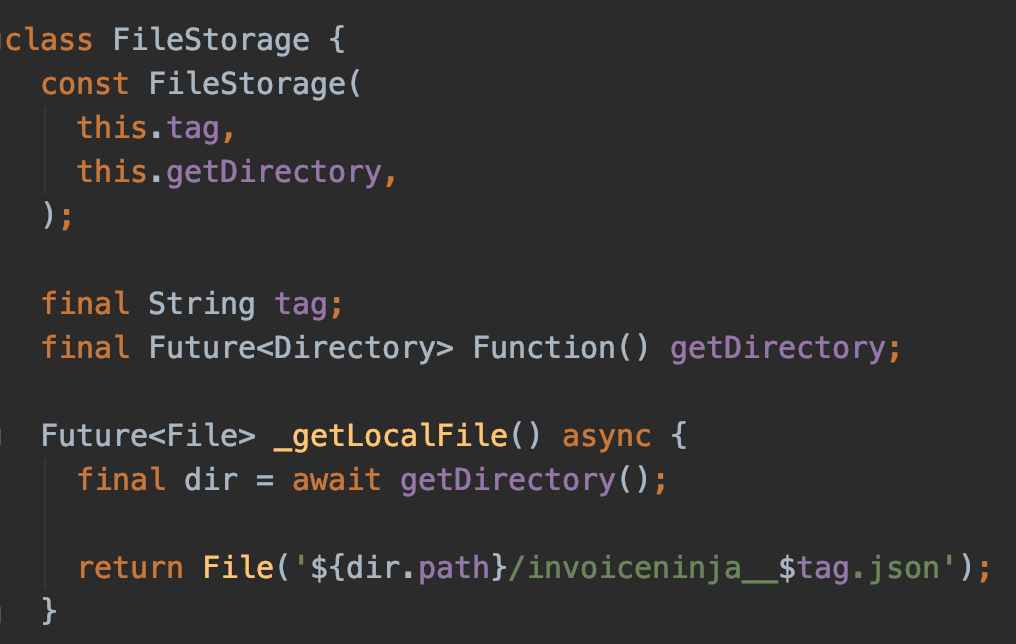 class FileStorage {
const FileStorage(
this.tag,
this.getDirectory,
);
final String tag;
final Future<Directory> Function() getDirectory;
Future<File> _getLocalFile() async {
final dir = await getDirectory();
return File('${dir.path}/invoiceninja__$tag.json');
}